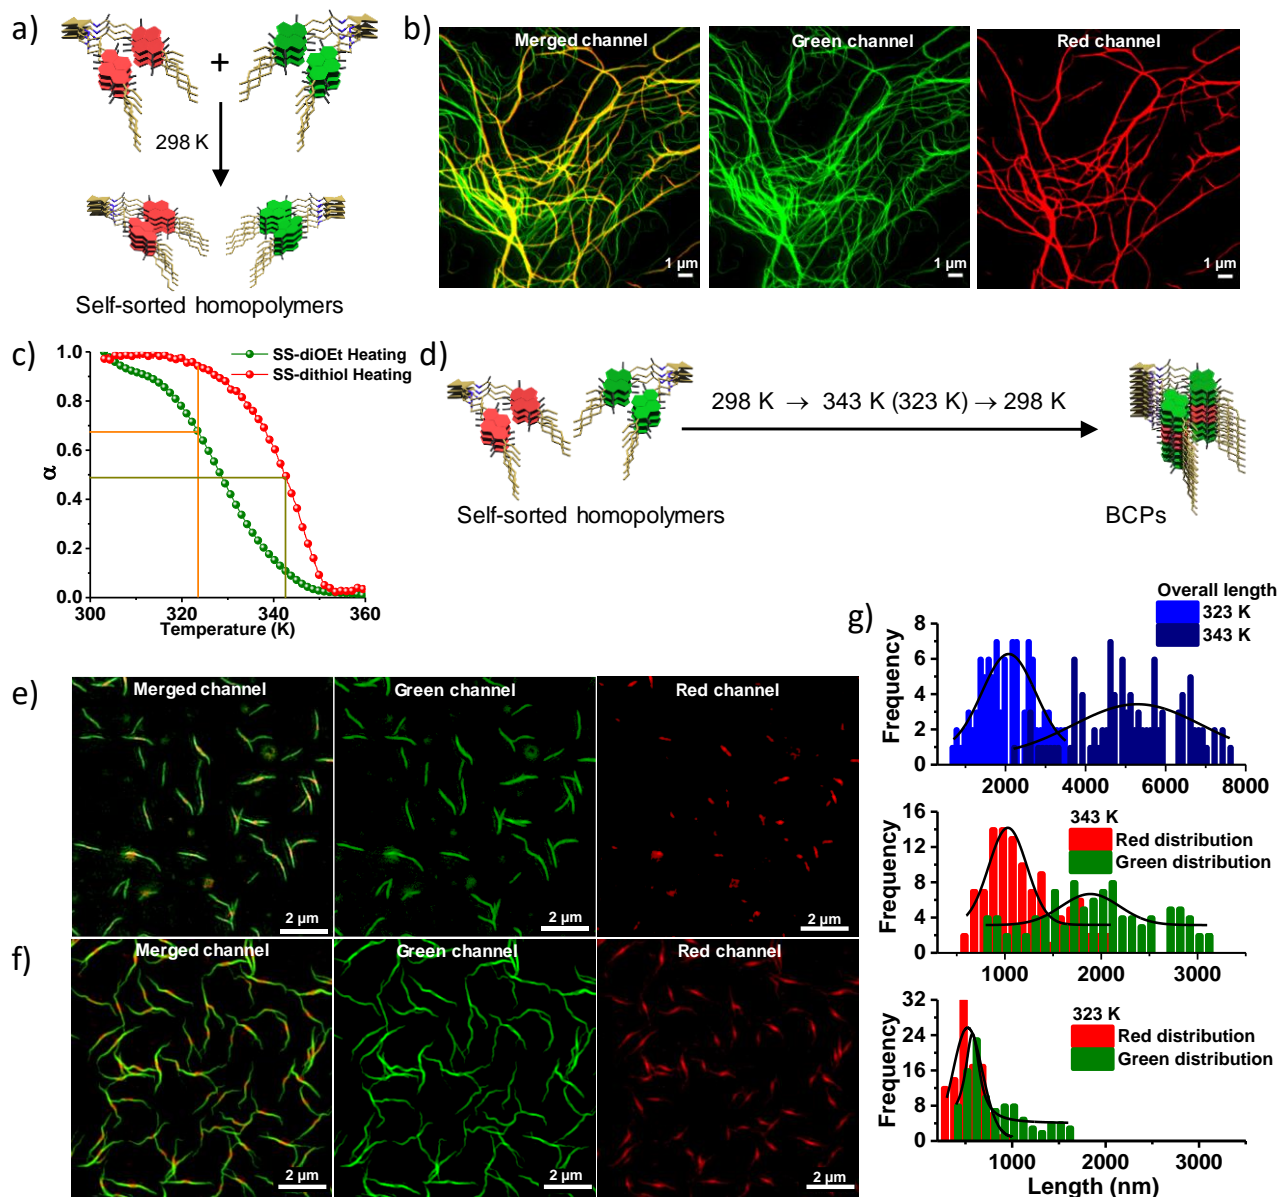 a)
298 K
Self-sorted homopolymers
b)
Merged channel
Green channel
Red channel
1 µm
1 µm
1 µm
c)
SS-diOEt Heating
SS-dithiol Heating
1.0
0.8
0.6
0.4
0.2
0.0
α
300
320
340
360
Temperature (K)
d)
298 K → 343 K (323 K) → 298 K
Self-sorted homopolymers
BCPs
e)
Merged channel
Green channel
Red channel
2 µm
2 µm
2 µm
f)
Merged channel
Green channel
Red channel
2 µm
2 µm
2 µm
g)
Overall length
323 K
343 K
Frequency
8
6
4
2
0
2000
4000
6000
8000
343 K
Red distribution
Green distribution
Frequency
16
12
8
4
0
1000
2000
3000
323 K
Red distribution
Green distribution
Frequency
32
24
16
8
0
1000
2000
3000
Length (nm)